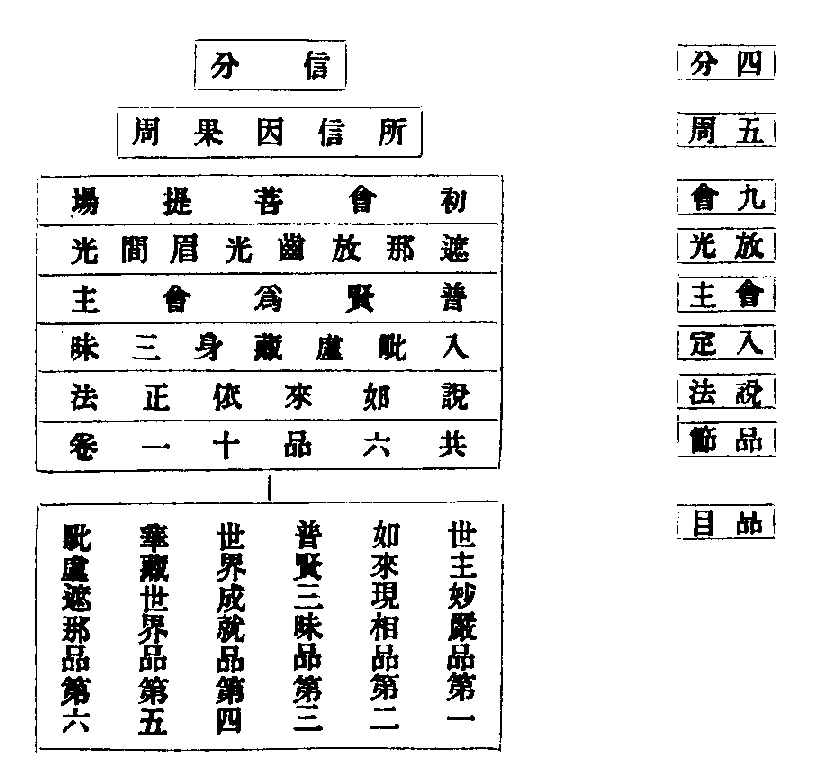 四分
五周
九會
放光
會主
入定
說法
品節
品目
信分
所信因果周
初會菩提場
遮那放齒光眉間光
普賢為會主
入毗盧藏身三昧
說如來依正法
共六品十一卷
世主妙嚴品第一
如來現相品第二
普賢三昧品第三
世界成就品第四
華藏世界品第五
毗盧遮那品第六